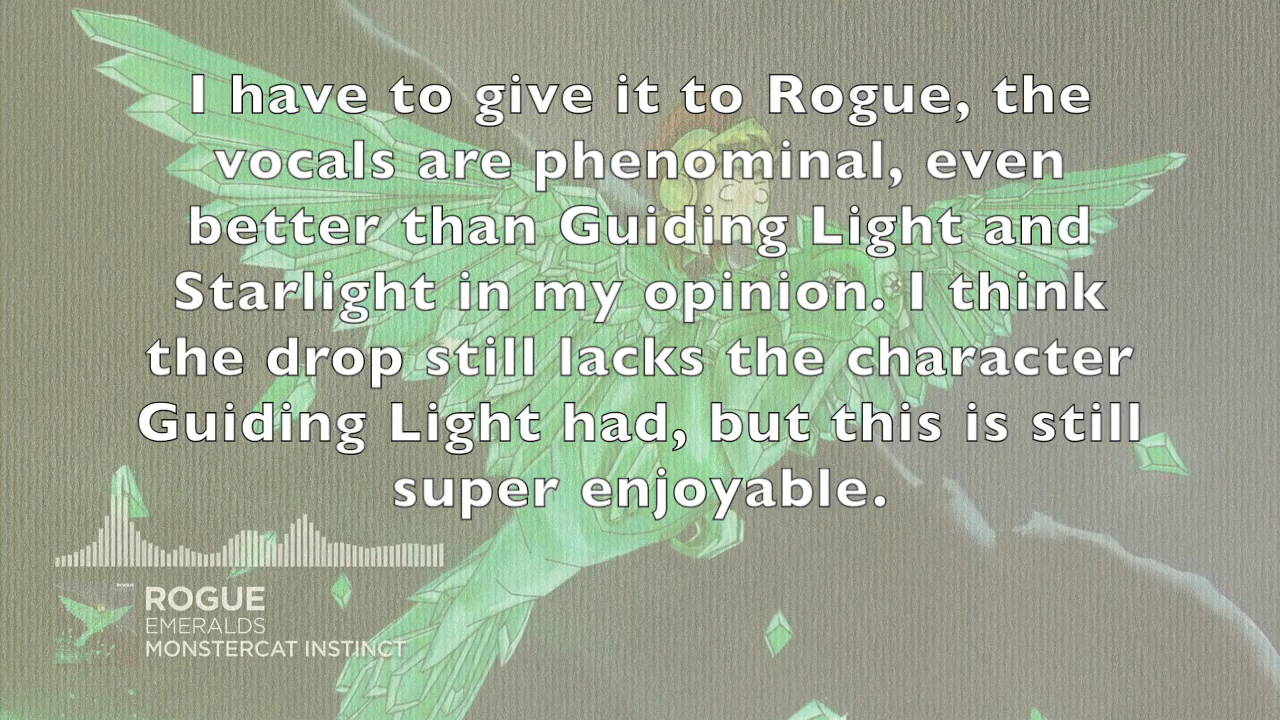 I have to give it to Rogue, the
vocals are phenominal, even
better than Guiding Light and
Starlight in my opinion. I think
the drop still lacks the character
Guiding Light had, but this is still
super enjoyable.
ROGUE
EMERALDS
MONSTERCAT INSTINCT